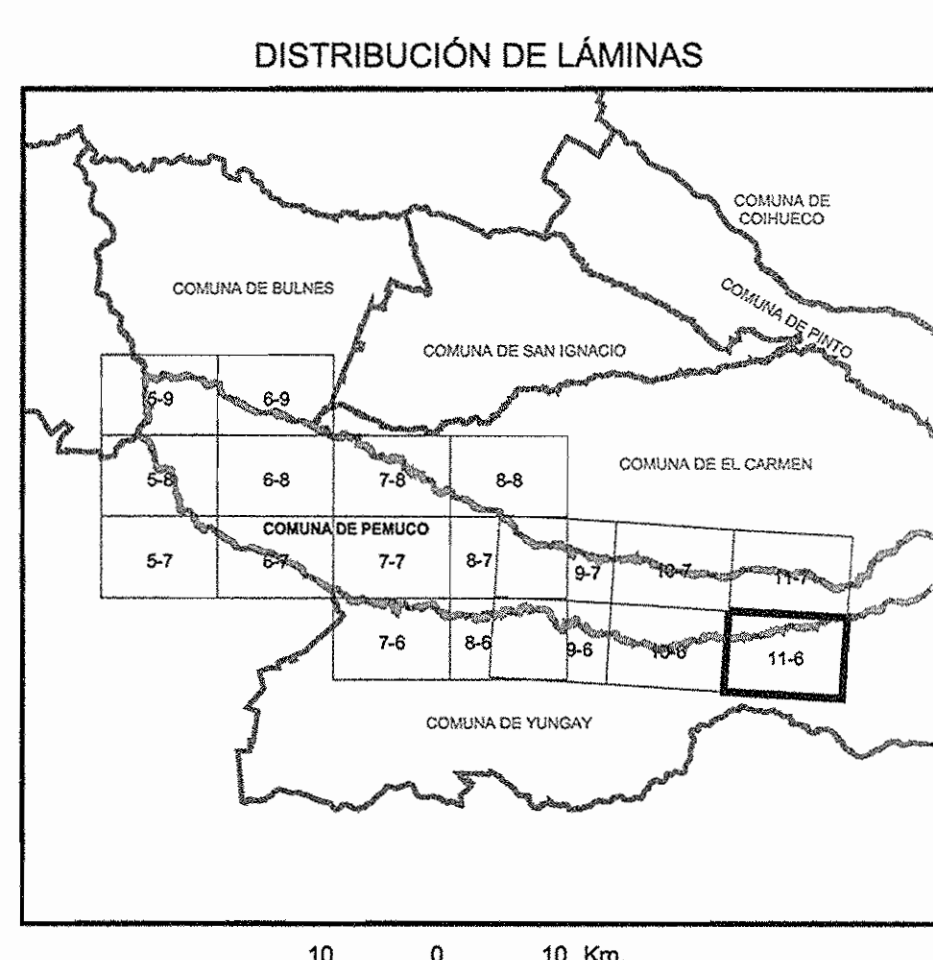 DISTRIBUCIÓN DE LÁMINAS
COMUNA DE
COIHUECO
COMUNA DE BULNES
COMUNA DE PINTO
COMUNA DE SAN IGNACIO
5-9
6-9
COMUNA DE EL CARMEN
5-8
6-8
7-8
8-8
COMUNA DE PEMUCO
5-7
6-7
7-7
8-7
9-7
10-7
11-7
7-6
8-6
9-6
10-6
11-6
COMUNA DE YUNGAY
10 0 10 Km